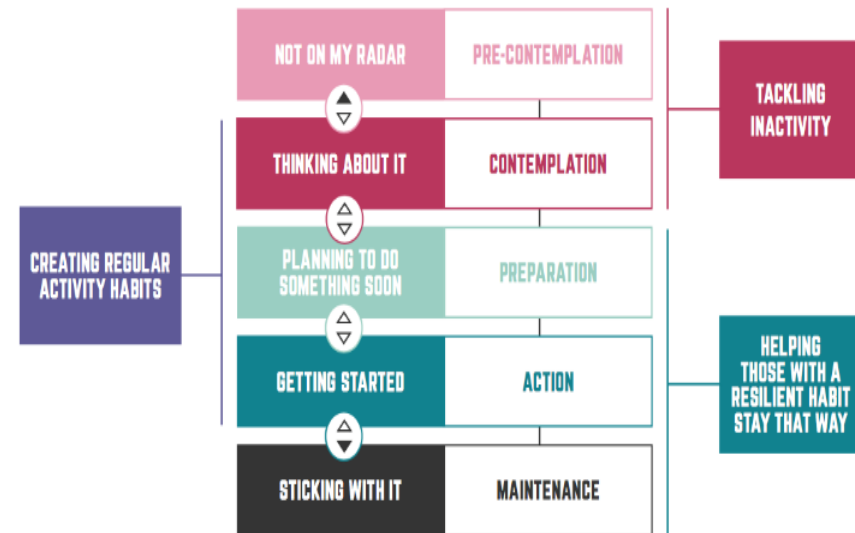 NOT ON MY RADAR
PRE-CONTEMPLATION
TACKLING
INACTIVITY
THINKING ABOUT IT
CONTEMPLATION
CREATING REGULAR
ACTIVITY HABITS
PLANNING TO DO
SOMETHING SOON
PREPARATION
GETTING STARTED
ACTION
HELPING
THOSE WITH A
RESILIENT HABIT
STAY THAT WAY
STICKING WITH IT
MAINTENANCE